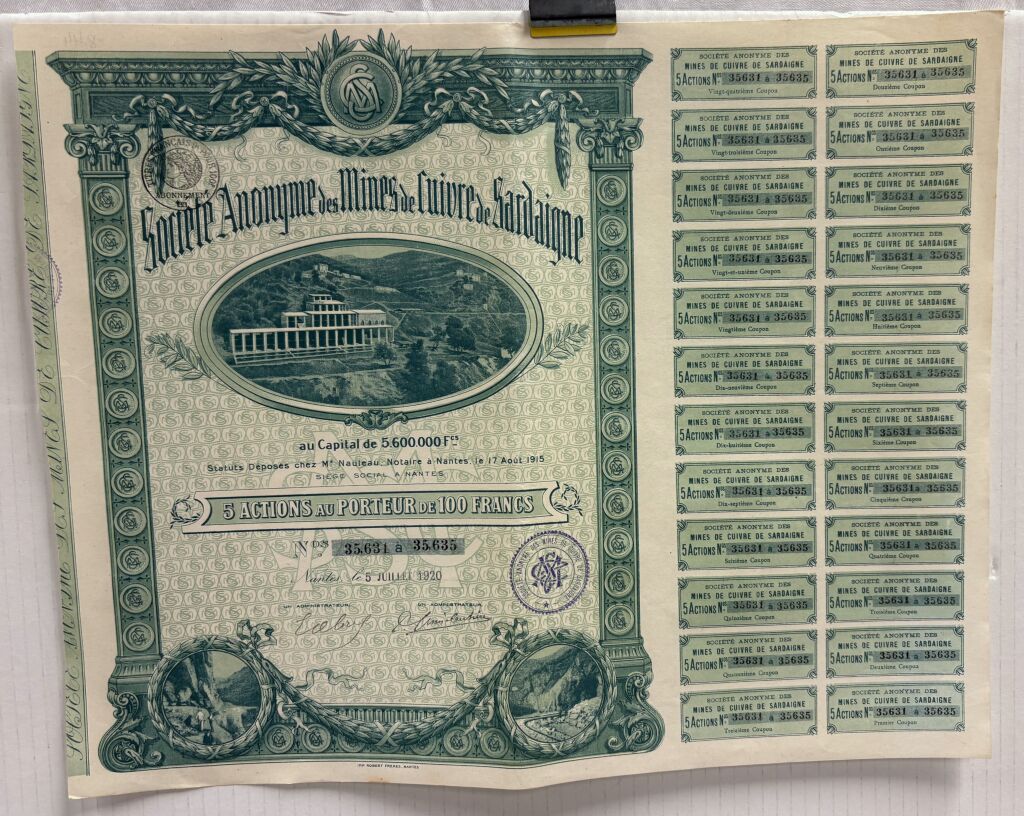 Société Anonyme des Mines de Cuivre de Sardaigne
au Capital de 5.600.000 Fcs
Statuts Déposés chez Me Nauleau, Notaire à Nantes, le 17 Août 1915
SIÈGE SOCIAL A NANTES
5 ACTIONS AU PORTEUR DE 100 FRANCS
Nos 35.631 à 35.635
Nantes, le 5 JUILLET 1920
UN ADMINISTRATEUR, UN ADMINISTRATEUR,
IMP. ROBERT FRÈRES, NANTES
ABONNEMENT
SOCIÉTÉ ANONYME DES
MINES DE CUIVRE DE SARDAIGNE
5 ACTIONS Nos 35631 à 35635
Vingt-quatrième Coupon
SOCIÉTÉ ANONYME DES
MINES DE CUIVRE DE SARDAIGNE
5 ACTIONS Nos 35631 à 35635
Douzième Coupon
SOCIÉTÉ ANONYME DES
MINES DE CUIVRE DE SARDAIGNE
5 ACTIONS Nos 35631 à 35635
Vingt-troisième Coupon
SOCIÉTÉ ANONYME DES
MINES DE CUIVRE DE SARDAIGNE
5 ACTIONS Nos 35631 à 35635
Onzième Coupon
SOCIÉTÉ ANONYME DES
MINES DE CUIVRE DE SARDAIGNE
5 ACTIONS Nos 35631 à 35635
Vingt-deuxième Coupon
SOCIÉTÉ ANONYME DES
MINES DE CUIVRE DE SARDAIGNE
5 ACTIONS Nos 35631 à 35635
Dixième Coupon
SOCIÉTÉ ANONYME DES
MINES DE CUIVRE DE SARDAIGNE
5 ACTIONS Nos 35631 à 35635
Vingt-et-unième Coupon
SOCIÉTÉ ANONYME DES
MINES DE CUIVRE DE SARDAIGNE
5 ACTIONS Nos 35631 à 35635
Neuvième Coupon
SOCIÉTÉ ANONYME DES
MINES DE CUIVRE DE SARDAIGNE
5 ACTIONS Nos 35631 à 35635
Vingtième Coupon
SOCIÉTÉ ANONYME DES
MINES DE CUIVRE DE SARDAIGNE
5 ACTIONS Nos 35631 à 35635
Huitième Coupon
SOCIÉTÉ ANONYME DES
MINES DE CUIVRE DE SARDAIGNE
5 ACTIONS Nos 35631 à 35635
Dix-neuvième Coupon
SOCIÉTÉ ANONYME DES
MINES DE CUIVRE DE SARDAIGNE
5 ACTIONS Nos 35631 à 35635
Septième Coupon
SOCIÉTÉ ANONYME DES
MINES DE CUIVRE DE SARDAIGNE
5 ACTIONS Nos 35631 à 35635
Dix-huitième Coupon
SOCIÉTÉ ANONYME DES
MINES DE CUIVRE DE SARDAIGNE
5 ACTIONS Nos 35631 à 35635
Sixième Coupon
SOCIÉTÉ ANONYME DES
MINES DE CUIVRE DE SARDAIGNE
5 ACTIONS Nos 35631 à 35635
Dix-septième Coupon
SOCIÉTÉ ANONYME DES
MINES DE CUIVRE DE SARDAIGNE
5 ACTIONS Nos 35631 à 35635
Cinquième Coupon
SOCIÉTÉ ANONYME DES
MINES DE CUIVRE DE SARDAIGNE
5 ACTIONS Nos 35631 à 35635
Seizième Coupon
SOCIÉTÉ ANONYME DES
MINES DE CUIVRE DE SARDAIGNE
5 ACTIONS Nos 35631 à 35635
Quatrième Coupon
SOCIÉTÉ ANONYME DES
MINES DE CUIVRE DE SARDAIGNE
5 ACTIONS Nos 35631 à 35635
Quinzième Coupon
SOCIÉTÉ ANONYME DES
MINES DE CUIVRE DE SARDAIGNE
5 ACTIONS Nos 35631 à 35635
Troisième Coupon
SOCIÉTÉ ANONYME DES
MINES DE CUIVRE DE SARDAIGNE
5 ACTIONS Nos 35631 à 35635
Quatorzième Coupon
SOCIÉTÉ ANONYME DES
MINES DE CUIVRE DE SARDAIGNE
5 ACTIONS Nos 35631 à 35635
Deuxième Coupon
SOCIÉTÉ ANONYME DES
MINES DE CUIVRE DE SARDAIGNE
5 ACTIONS Nos 35631 à 35635
Treizième Coupon
SOCIÉTÉ ANONYME DES
MINES DE CUIVRE DE SARDAIGNE
5 ACTIONS Nos 35631 à 35635
Premier Coupon